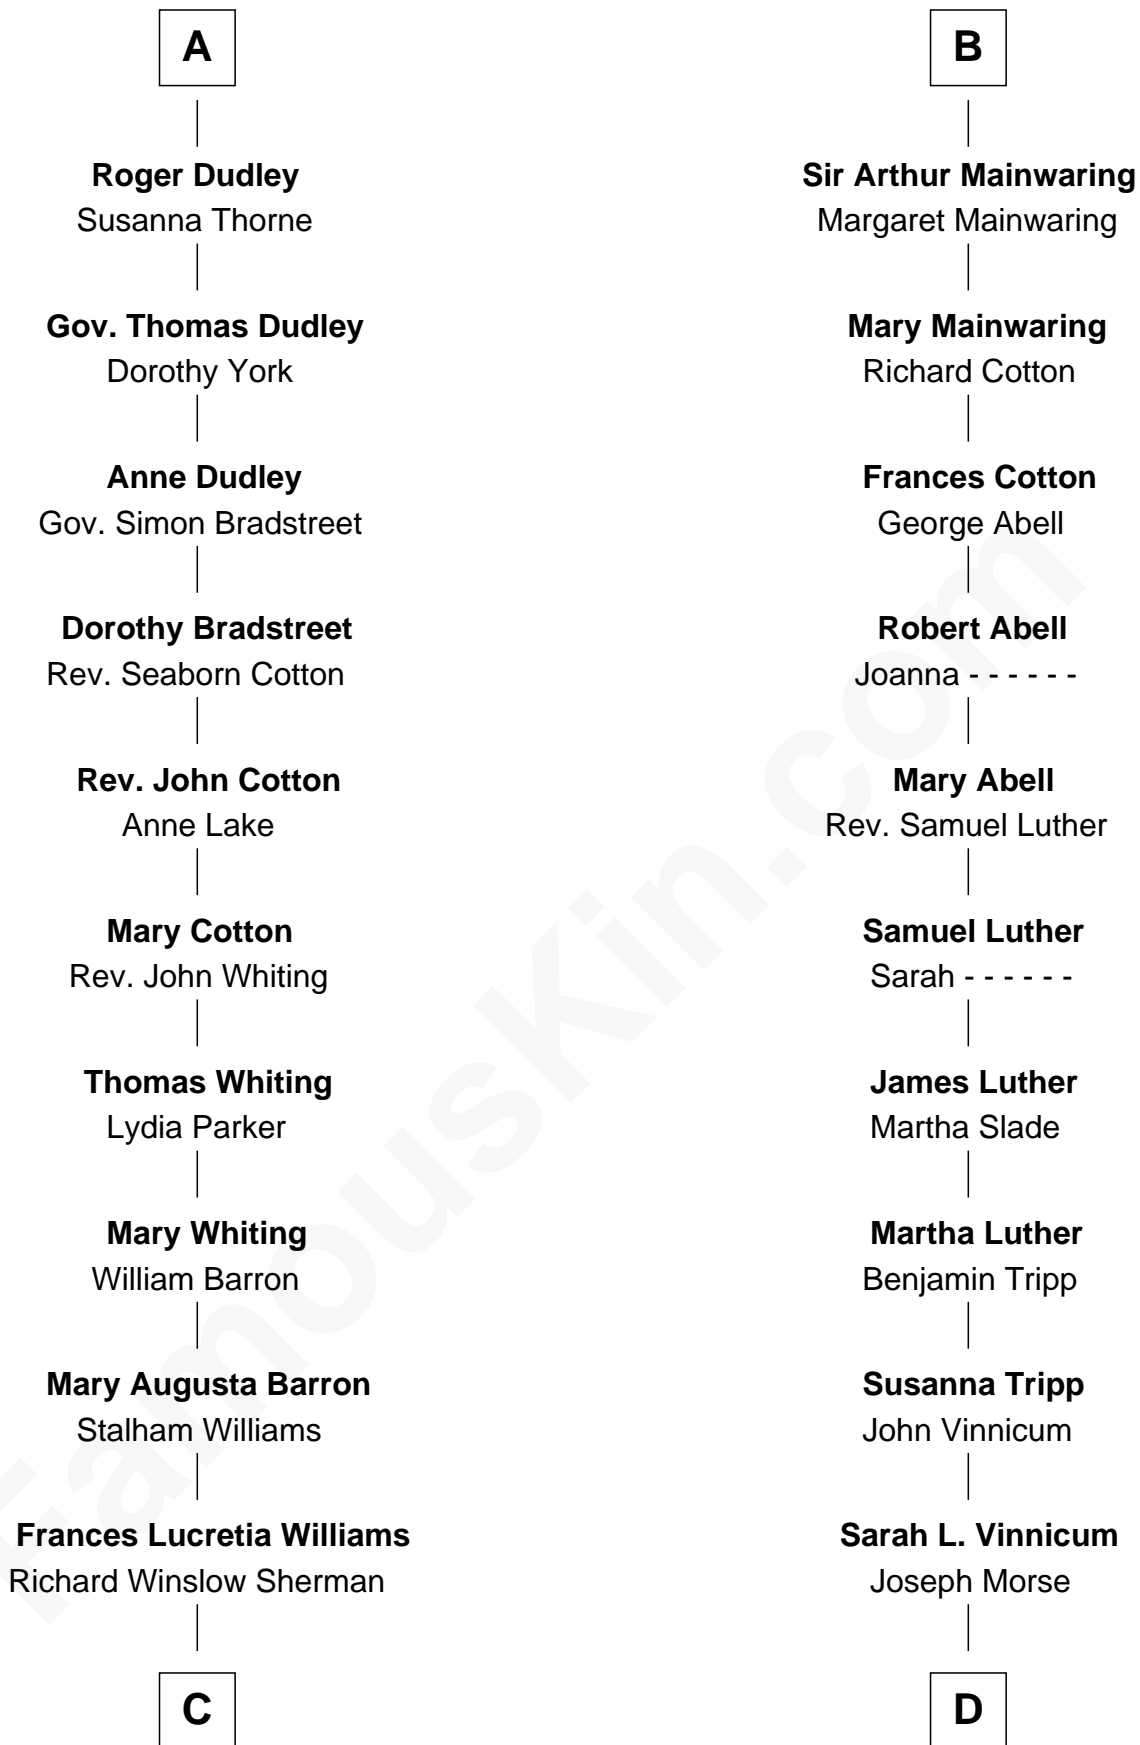 A
Roger Dudley
Susanna Thorne
Gov. Thomas Dudley
Dorothy York
Anne Dudley
Gov. Simon Bradstreet
Dorothy Bradstreet
Rev. Seaborn Cotton
Rev. John Cotton
Anne Lake
Mary Cotton
Rev. John Whiting
Thomas Whiting
Lydia Parker
Mary Whiting
William Barron
Mary Augusta Barron
Stalham Williams
Frances Lucretia Williams
Richard Winslow Sherman
C
B
Sir Arthur Mainwaring
Margaret Mainwaring
Mary Mainwaring
Richard Cotton
Frances Cotton
George Abell
Robert Abell
Joanna - - - - - -
Mary Abell
Rev. Samuel Luther
Samuel Luther
Sarah - - - - - -
James Luther
Martha Slade
Martha Luther
Benjamin Tripp
Susanna Tripp
John Vinnicum
Sarah L. Vinnicum
Joseph Morse
D
FamousKin.com